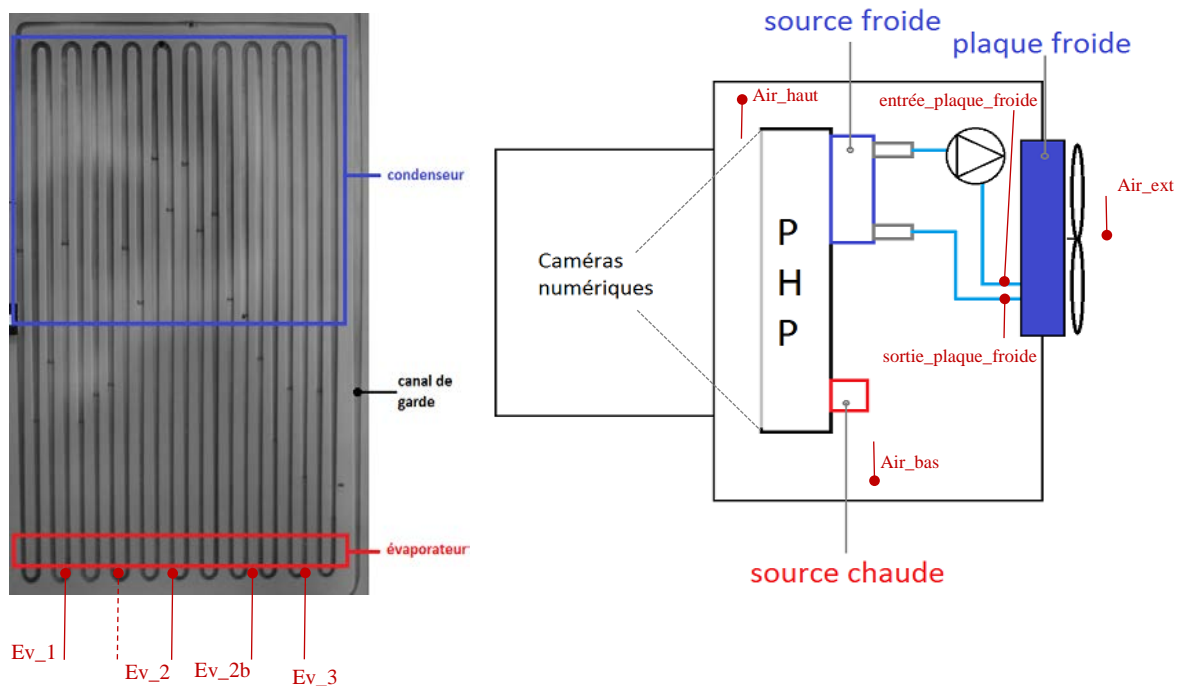 condenseur
canal de
garde
évaporateur
Ev_1
Ev_2
Ev_2b
Ev_3
source froide
plaque froide
Air_haut
entrée_plaque_froide
Air_ext
Caméras
numériques
P
H
P
sortie_plaque_froide
Air_bas
source chaude